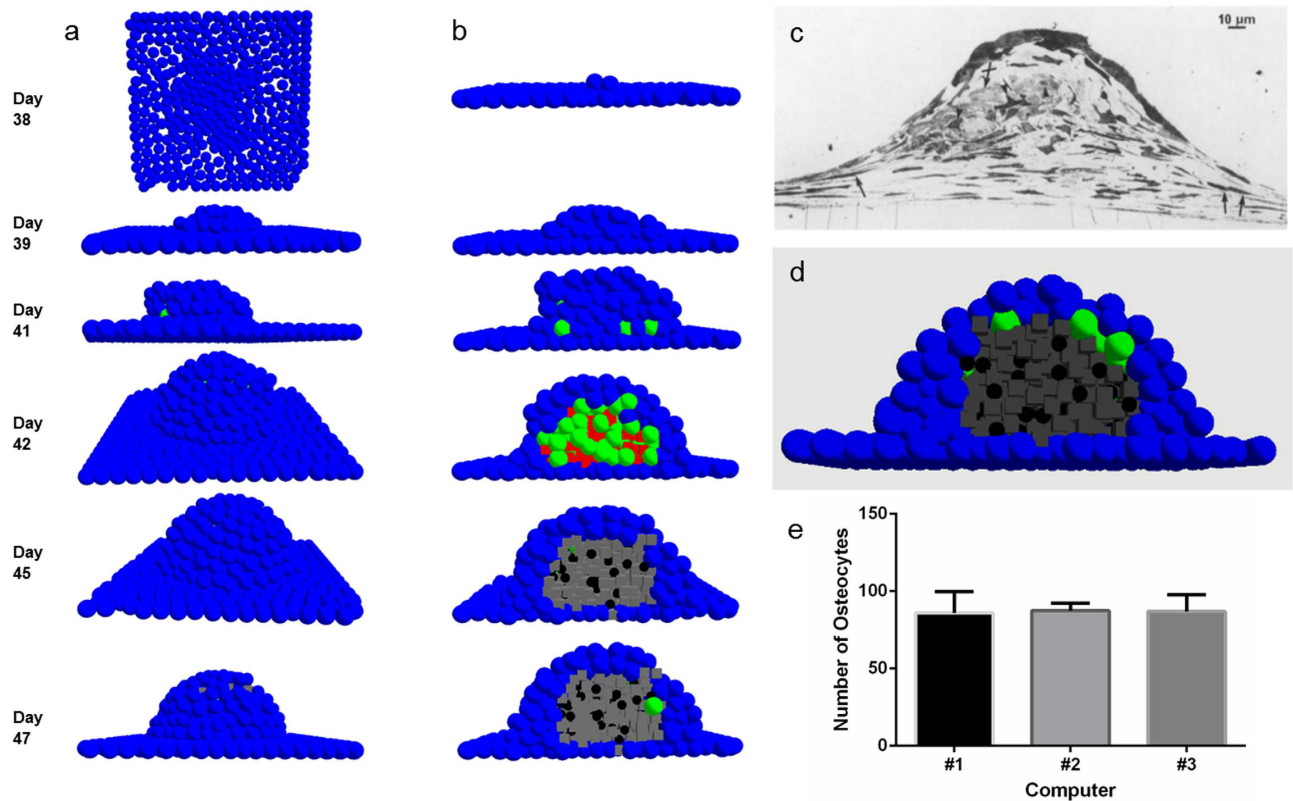 a
b
c
10 µm
Day
38
Day
39
Day
41
d
Day
42
Day
45
e
150
100
50
0
Number of Osteocytes
#1
#2
#3
Computer
Day
47